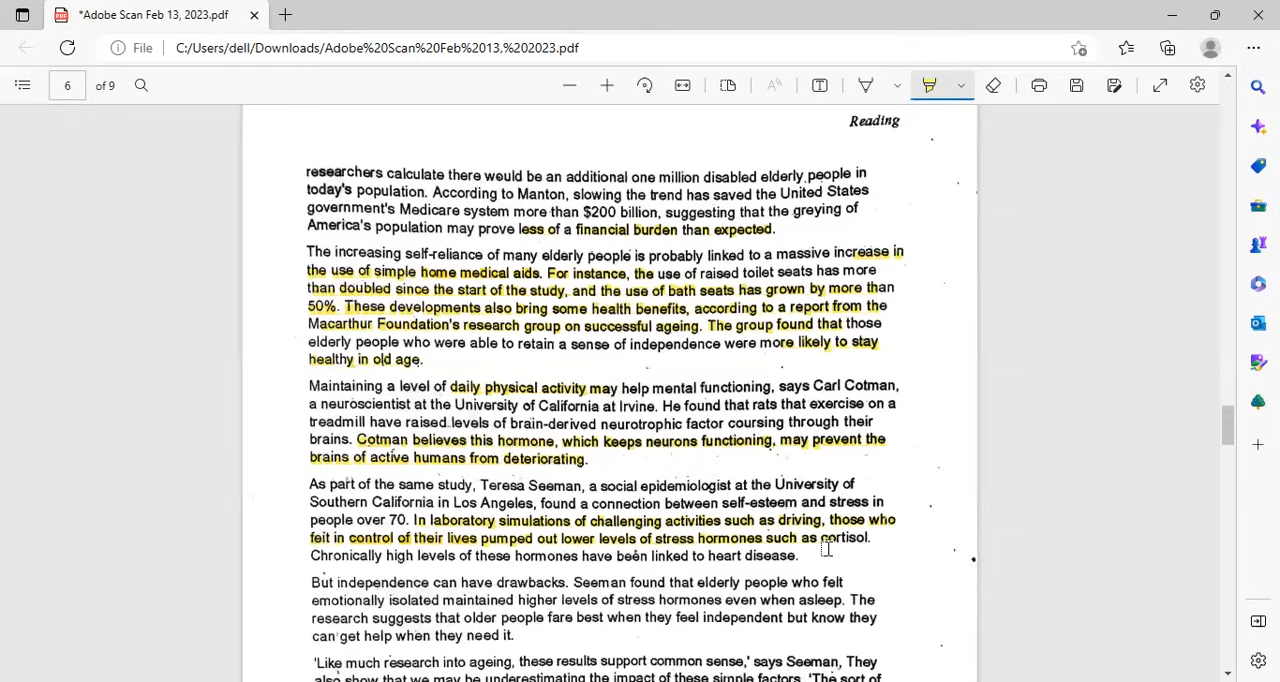 *Adobe Scan Feb 13, 2023.pdf
File
C:/Users/dell/Downloads/Adobe%20Scan%20Feb%2013,%202023.pdf
6
of 9
Reading
researchers calculate there would be an additional one million disabled elderly people in
today's population. According to Manton, slowing the trend has saved the United States
government's Medicare system more than $200 billion, suggesting that the greying of
America's population may prove less of a financial burden than expected.
The increasing self-reliance of many elderly people is probably linked to a massive increase in
the use of simple home medical aids. For instance, the use of raised toilet seats has more
than doubled since the start of the study, and the use of bath seats has grown by more than
50%. These developments also bring some health benefits, according to a report from the
Macarthur Foundation's research group on successful ageing. The group found that those
elderly people who were able to retain a sense of independence were more likely to stay
healthy in old age.
Maintaining a level of daily physical activity may help mental functioning, says Carl Cotman,
a neuroscientist at the University of California at Irvine. He found that rats that exercise on a
treadmill have raised levels of brain-derived neurotrophic factor coursing through their
brains. Cotman believes this hormone, which keeps neurons functioning, may prevent the
brains of active humans from deteriorating.
As part of the same study, Teresa Seeman, a social epidemiologist at the University of
Southern California in Los Angeles, found a connection between self-esteem and stress in
people over 70. In laboratory simulations of challenging activities such as driving, those who
felt in control of their lives pumped out lower levels of stress hormones such as cortisol.
Chronically high levels of these hormones have been linked to heart disease.
But independence can have drawbacks. Seeman found that elderly people who felt
emotionally isolated maintained higher levels of stress hormones even when asleep. The
research suggests that older people fare best when they feel independent but know they
can get help when they need it.
'Like much research into ageing, these results support common sense,' says Seeman, They
also show that we may be underestimating the impact of these simple factors. 'The sort of